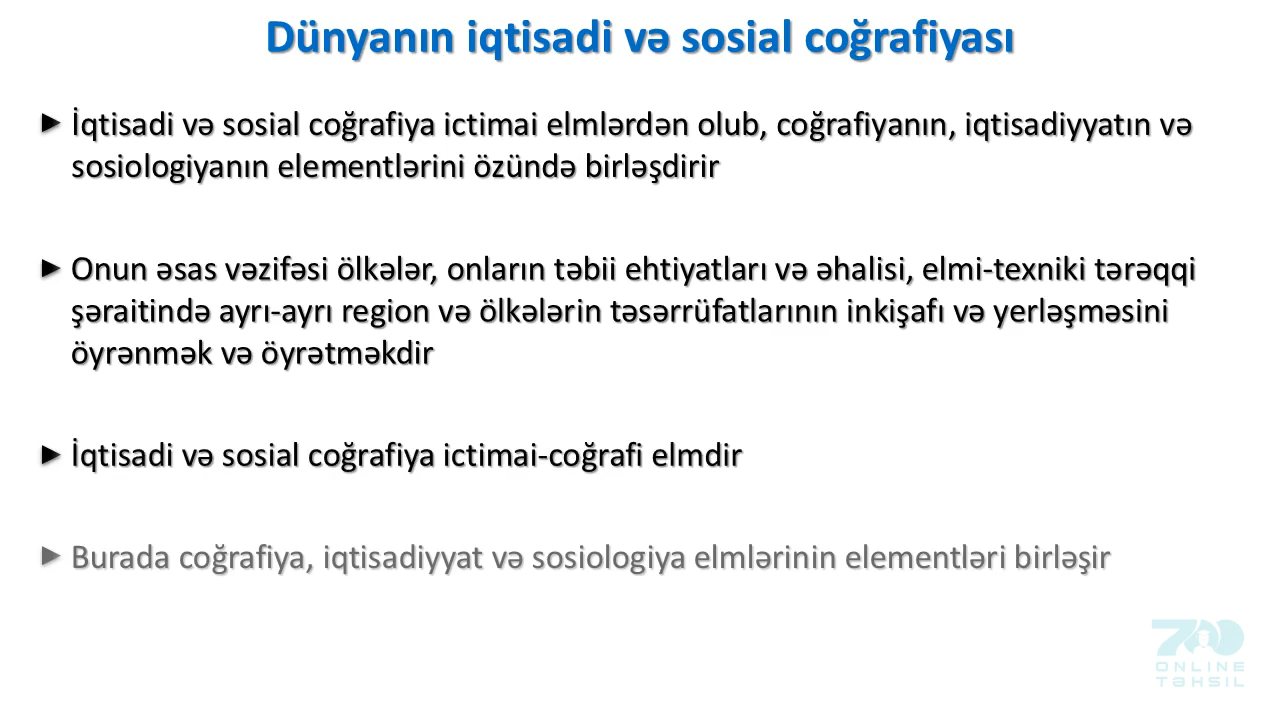 Dünyanın iqtisadi və sosial coğrafiyası
► İqtisadi və sosial coğrafiya ictimai elmlərdən olub, coğrafiyanın, iqtisadiyyatın və
sosiologiyanın elementlərini özündə birləşdirir
► Onun əsas vəzifəsi ölkələr, onların təbii ehtiyatları və əhalisi, elmi-texniki tərəqqi
şəraitində ayrı-ayrı region və ölkələrin təsərrüfatlarının inkişafı və yerləşməsini
öyrənmək və öyrətməkdir
► İqtisadi və sosial coğrafiya ictimai-coğrafi elmdir
► Burada coğrafiya, iqtisadiyyat və sosiologiya elmlərinin elementləri birləşir
700
ONLINE
TƏHSIL